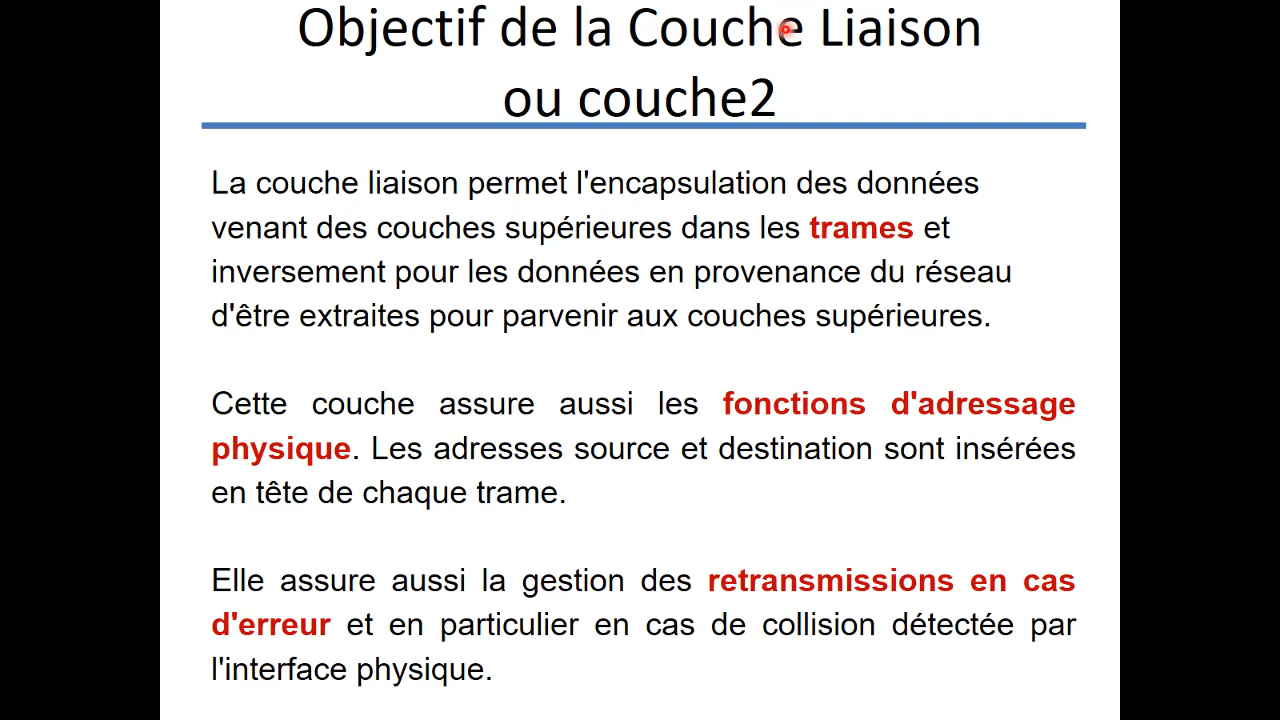 Objectif de la Couche Liaison
ou couche2
La couche liaison permet l'encapsulation des données
venant des couches supérieures dans les trames et
inversement pour les données en provenance du réseau
d'être extraites pour parvenir aux couches supérieures.
Cette couche assure aussi les fonctions d'adressage
physique. Les adresses source et destination sont insérées
en tête de chaque trame.
Elle assure aussi la gestion des retransmissions en cas
d'erreur et en particulier en cas de collision détectée par
l'interface physique.